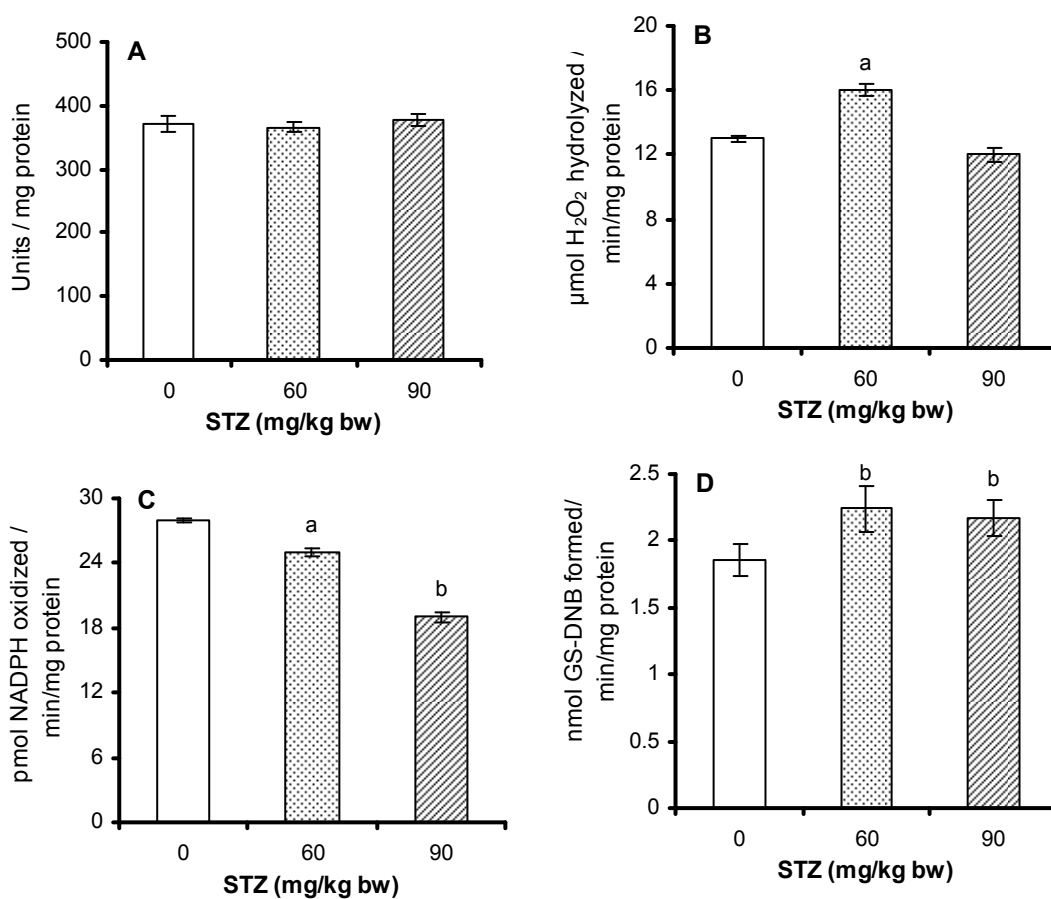 A
Units / mg protein
500
400
300
200
100
0
0 60 90
STZ (mg/kg bw)
B
µmol H₂O₂ hydrolyzed /
min/mg protein
20
16
12
8
4
0
a
0 60 90
STZ (mg/kg bw)
C
pmol NADPH oxidized /
min/mg protein
30
24
18
12
6
0
a
b
0 60 90
STZ (mg/kg bw)
D
nmol GS-DNB formed/
min/mg protein
2.5
2
1.5
1
0.5
0
b b
0 60 90
STZ (mg/kg bw)